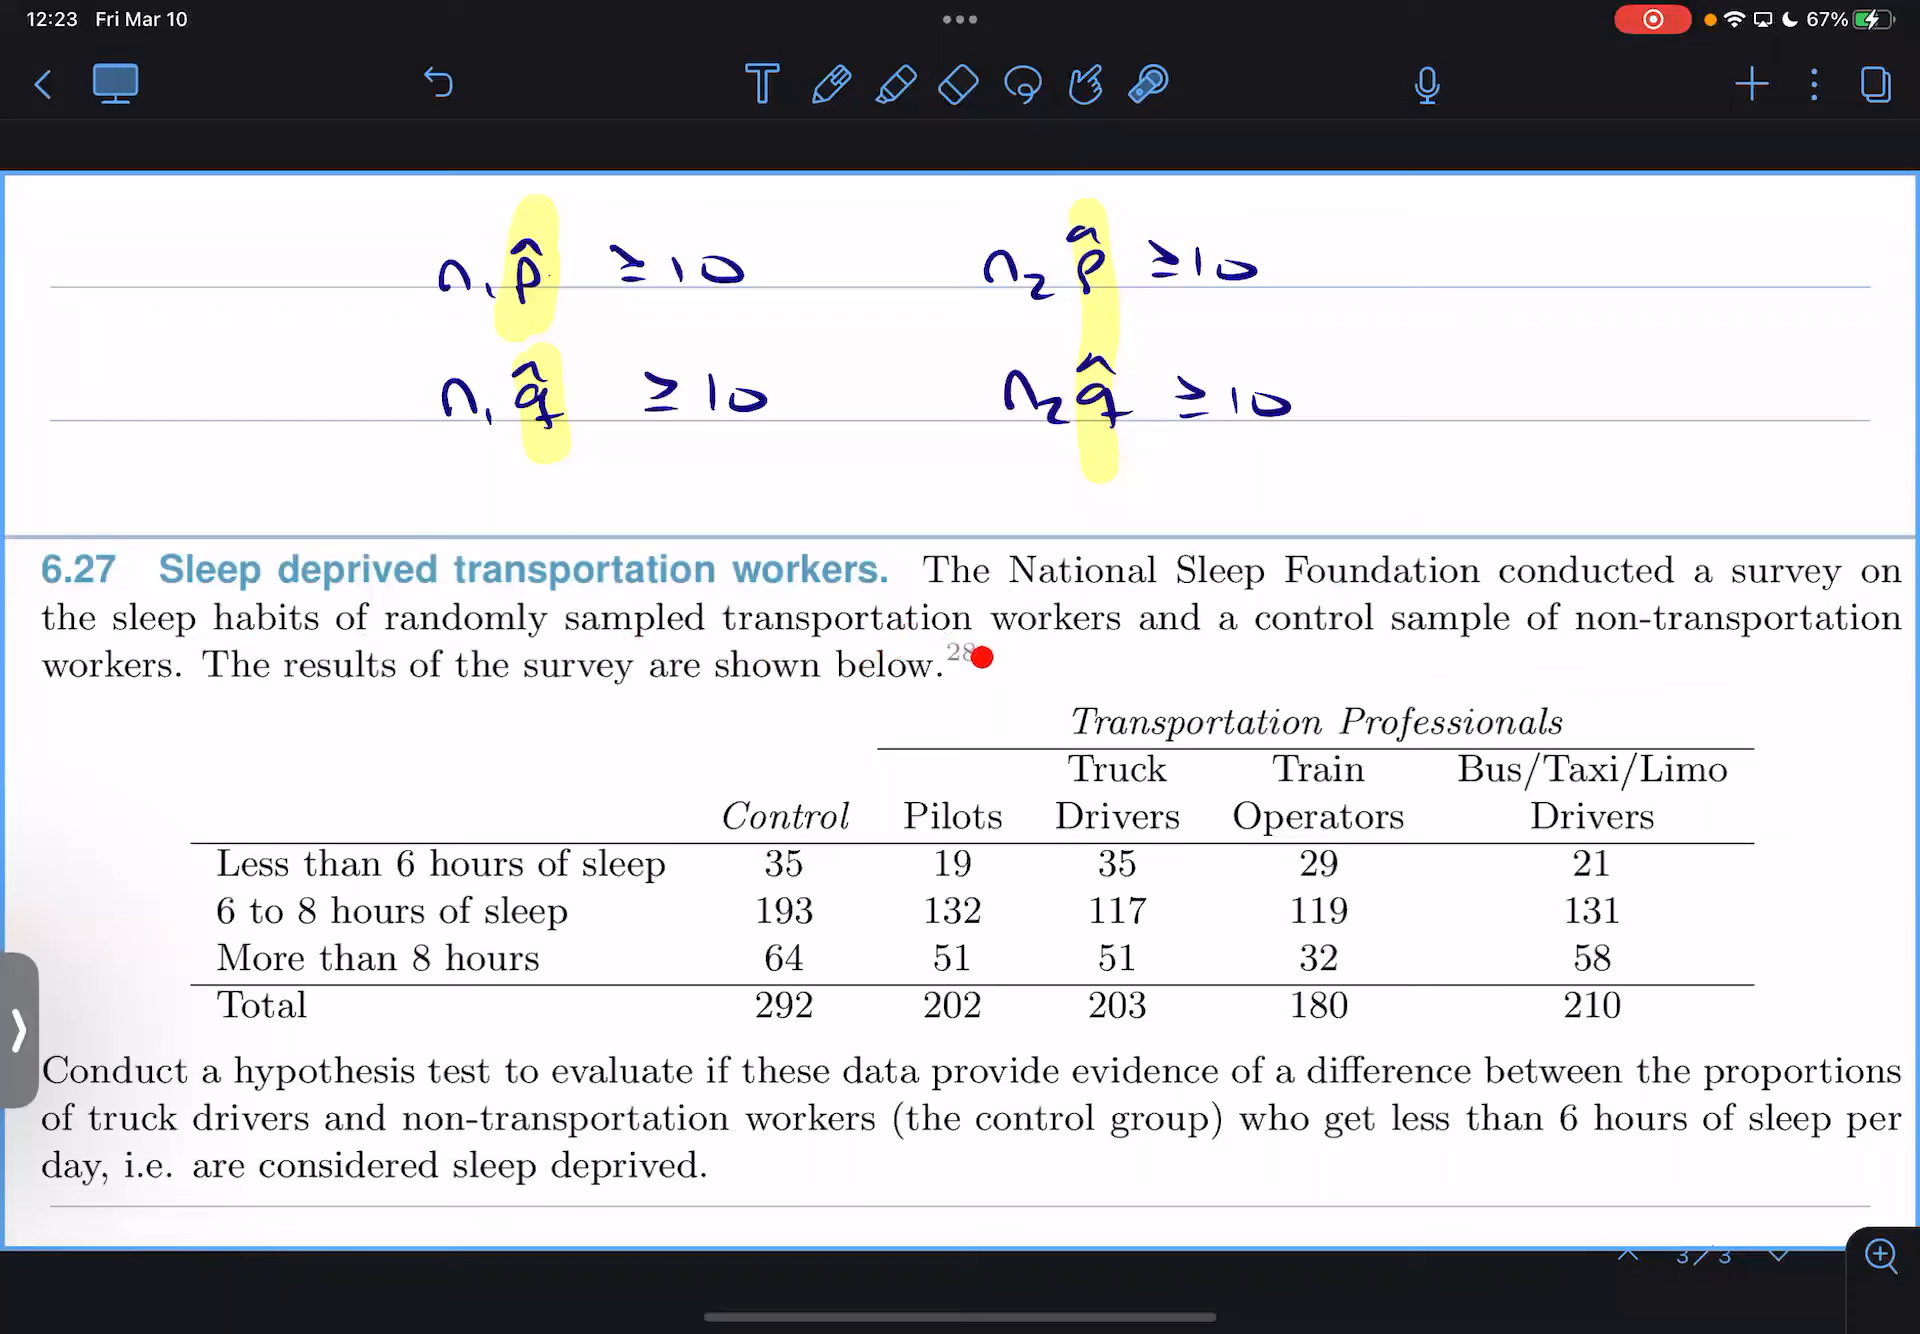 12:23 Fri Mar 10
67%
T
n₁ p̂ ≥ 10 n₂ p̂ ≥ 10
n₁ q̂ ≥ 10 n₂ q̂ ≥ 10
6.27 Sleep deprived transportation workers. The National Sleep Foundation conducted a survey on
the sleep habits of randomly sampled transportation workers and a control sample of non-transportation
workers. The results of the survey are shown below.28
Transportation Professionals
Truck Train Bus/Taxi/Limo
Control Pilots Drivers Operators Drivers
Less than 6 hours of sleep 35 19 35 29 21
6 to 8 hours of sleep 193 132 117 119 131
More than 8 hours 64 51 51 32 58
Total 292 202 203 180 210
Conduct a hypothesis test to evaluate if these data provide evidence of a difference between the proportions
of truck drivers and non-transportation workers (the control group) who get less than 6 hours of sleep per
day, i.e. are considered sleep deprived.
3/3